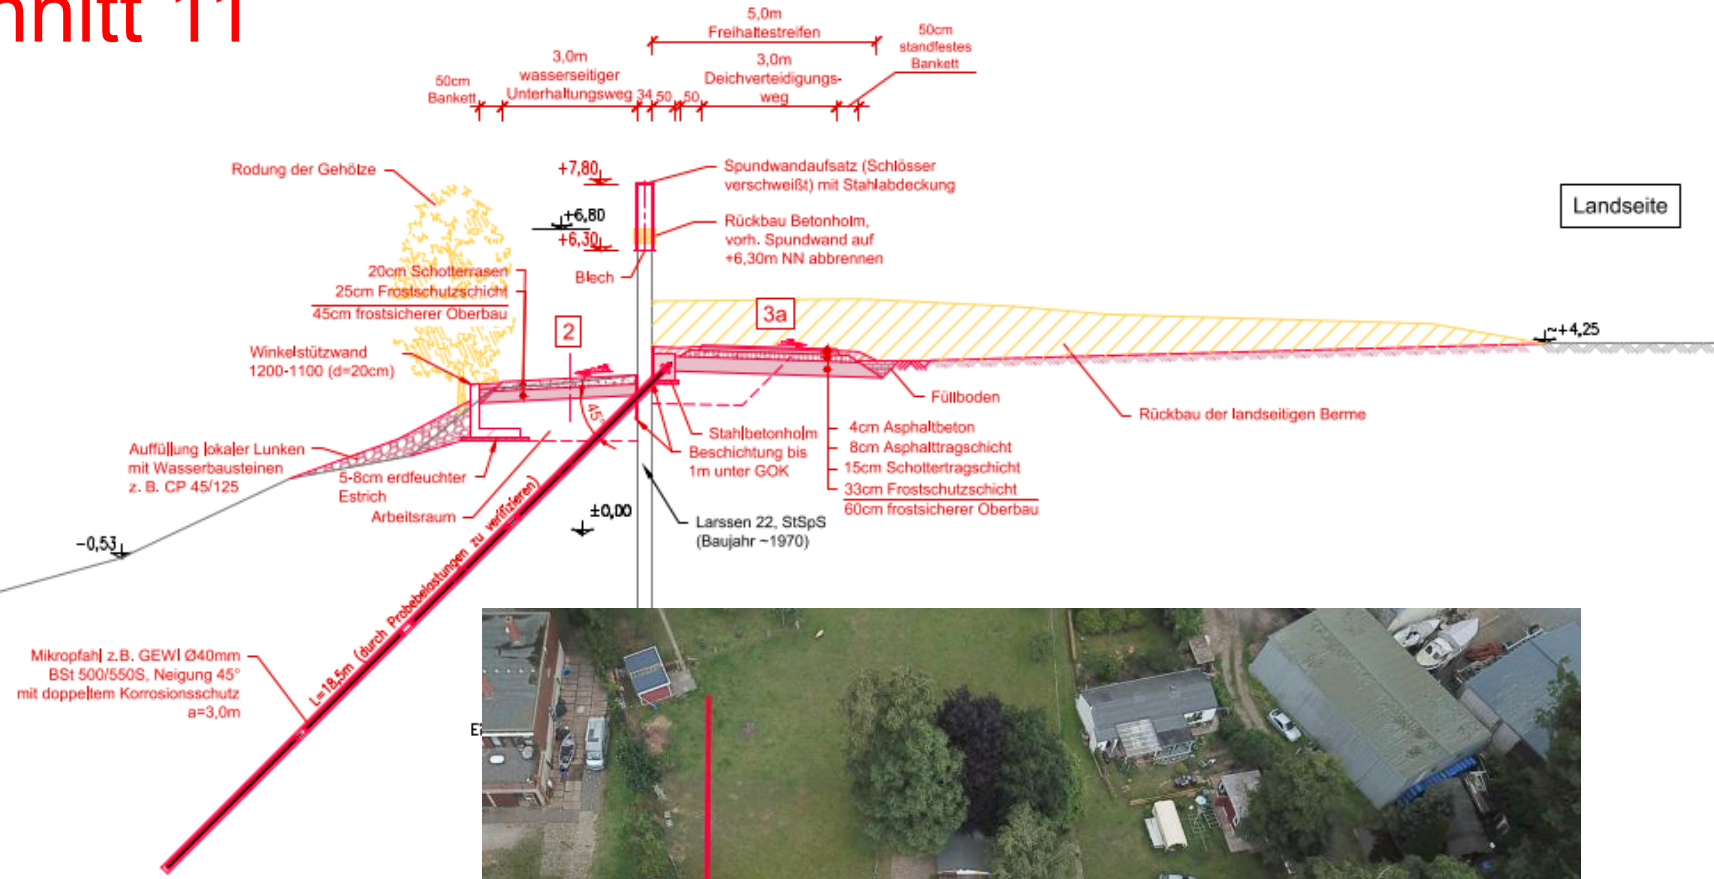 hnitt 11
5,0m
Freihaltestreifen
50cm
standfestes
Bankett
3,0m
wasserseitiger
Unterhaltungsweg
50cm
Bankett
34 50 50
3,0m
Deichverteidigungs-
weg
Rodung der Gehölze
+7,80
Spundwandaufsatz (Schlösser
verschweißt) mit Stahlabdeckung
Landseite
+6,80
+6,30
Rückbau Betonholm,
vorh. Spundwand auf
+6,30m NN abbrennen
Blech
20cm Schotterrasen
25cm Frostschutzschicht
45cm frostsicherer Oberbau
2
3a
~+4,25
Winkelstützwand
1200-1100 (d=20cm)
45°
Füllboden
Rückbau der landseitigen Berme
Stahlbetonholm
Beschichtung bis
1m unter GOK
4cm Asphaltbeton
8cm Asphalttragschicht
15cm Schottertragschicht
33cm Frostschutzschicht
60cm frostsicherer Oberbau
Auffüllung lokaler Lunken
mit Wasserbausteinen
z. B. CP 45/125
5-8cm erdfeuchter
Estrich
Arbeitsraum
±0,00
Larssen 22, StSpS
(Baujahr ~1970)
-0,53
L=18,5m (durch Probebelastungen zu verifizieren)
Mikropfahl z.B. GEWI Ø40mm
BSt 500/550S, Neigung 45°
mit doppeltem Korrosionsschutz
a=3,0m